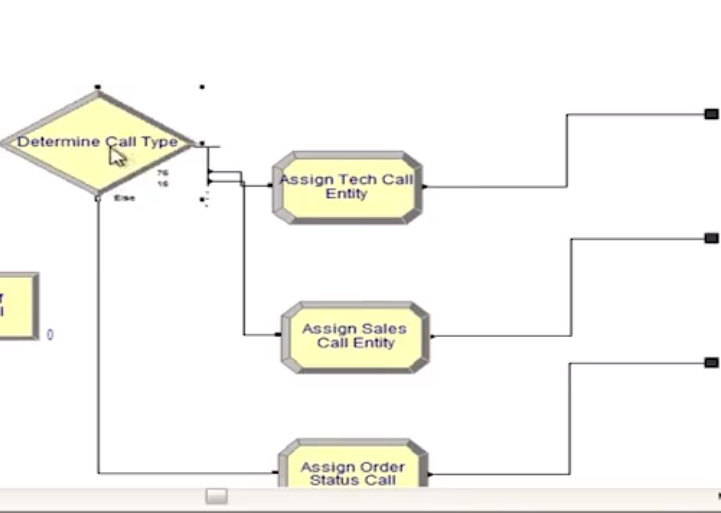 Determine Call Type
76
16
Else
Assign Tech Call
Entity
Assign Sales
Call Entity
0
Assign Order
Status Call